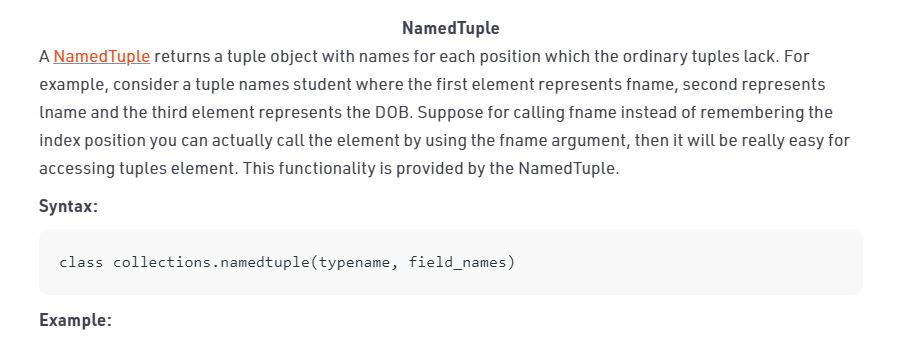 NamedTuple
A NamedTuple returns a tuple object with names for each position which the ordinary tuples lack. For
example, consider a tuple names student where the first element represents fname, second represents
lname and the third element represents the DOB. Suppose for calling fname instead of remembering the
index position you can actually call the element by using the fname argument, then it will be really easy for
accessing tuples element. This functionality is provided by the NamedTuple.
Syntax:
class collections.namedtuple(typename, field_names)
Example: